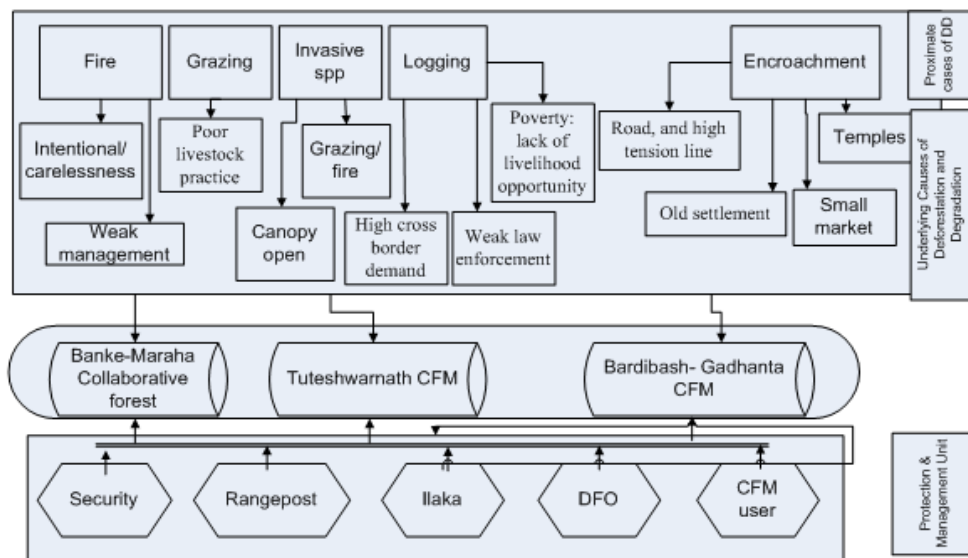 Fire
Grazing
Invasive
spp
Logging
Encroachment
Proximate
cases of DD
Intentional/
carelessness
Poor
livestock
practice
Grazing/
fire
Poverty:
lack of
livelihood
opportunity
Road, and high
tension line
Temples
Weak
management
Canopy
open
High cross
border
demand
Weak law
enforcement
Old settlement
Small
market
Underlying Causes of
Deforestation and
Degradation
Banke-Maraha
Collaborative
forest
Tuteshwarnath CFM
Bardibash- Gadhanta
CFM
Security
Rangepost
Ilaka
DFO
CFM
user
Protection &
Management Unit